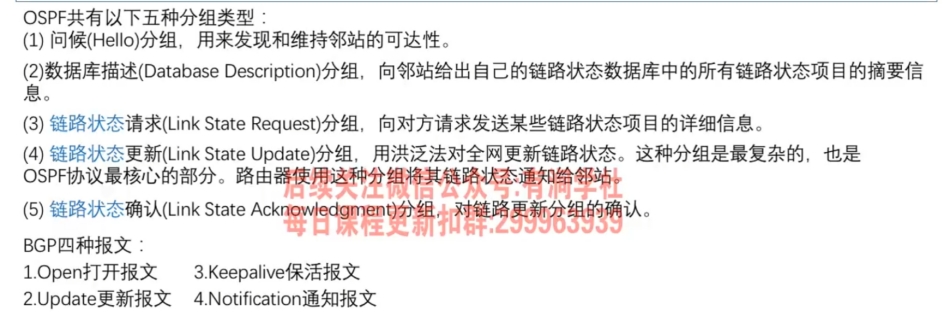 OSPF共有以下五种分组类型：
(1) 问候(Hello)分组，用来发现和维持邻站的可达性。
(2)数据库描述(Database Description)分组，向邻站给出自己的链路状态数据库中的所有链路状态项目的摘要信
息。
(3) 链路状态请求(Link State Request)分组，向对方请求发送某些链路状态项目的详细信息。
(4) 链路状态更新(Link State Update)分组，用洪泛法对全网更新链路状态。这种分组是最复杂的，也是
OSPF协议最核心的部分。路由器使用这种分组将其链路状态通知给邻站。
后续关注微信公众号:有渔学社
(5) 链路状态确认(Link State Acknowledgment)分组，对链路更新分组的确认。
每日课程更新扣群:299963939
BGP四种报文：
1.Open打开报文 3.Keepalive保活报文
2.Update更新报文 4.Notification通知报文